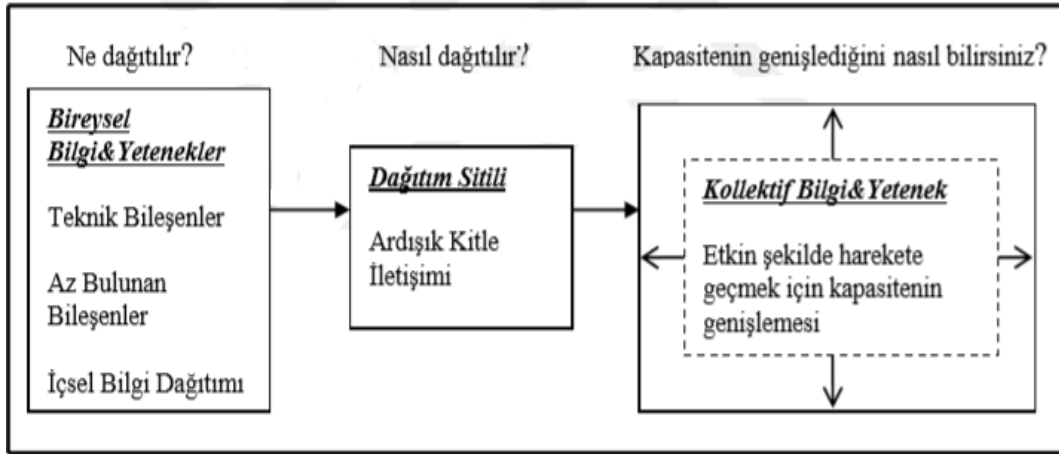 Ne dağıtılır?
Nasıl dağıtılır?
Kapasitenin genişlediğini nasıl bilirsiniz?
Bireysel
Bilgi&Yetenekler
Teknik Bileşenler
Az Bulunan
Bileşenler
İçsel Bilgi Dağıtımı
Dağıtım Sitili
Ardışık Kitle
İletişimi
Kollektif Bilgi&Yetenek
Etkin şekilde harekete
geçmek için kapasitenin
genişlemesi